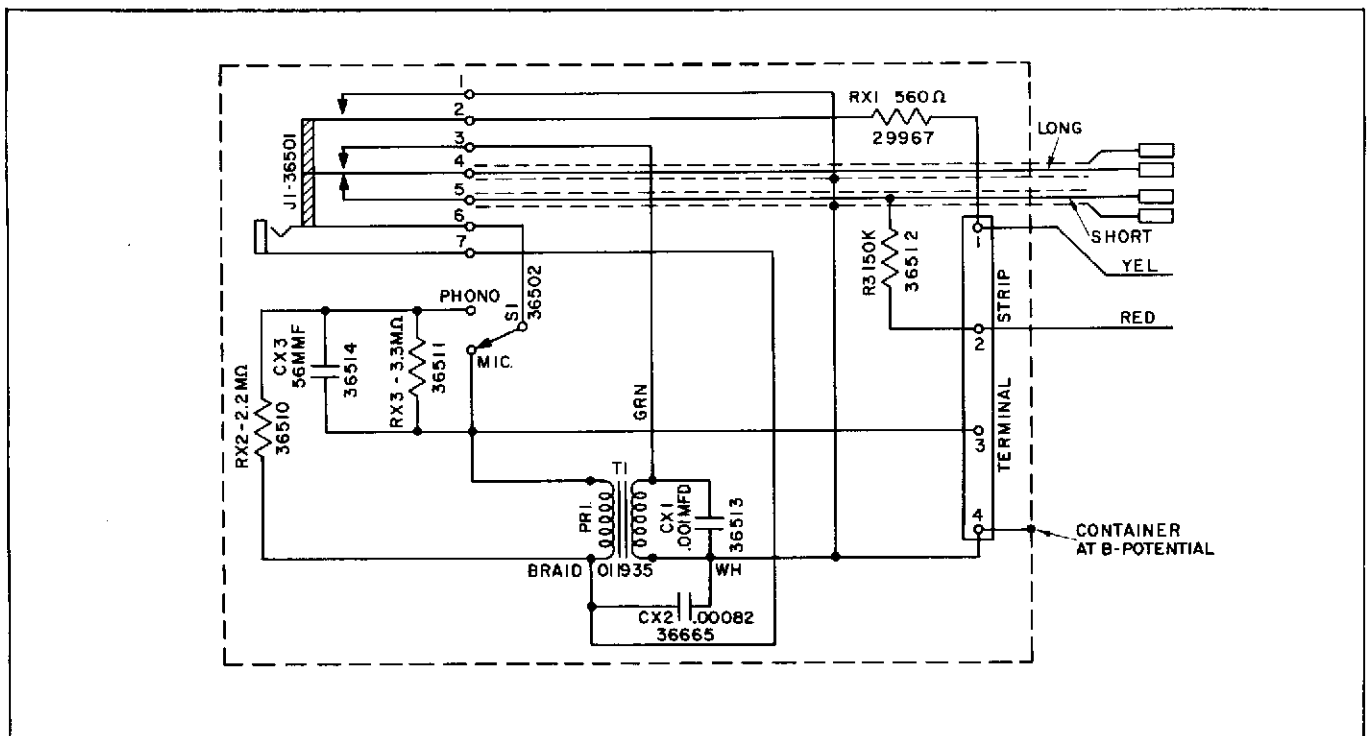 1
2
3
4
5
6
7
J1-36501
RX1 560Ω
29967
LONG
SHORT
1
YEL
R3150K
36512
STRIP
RED
2
PHONO
S1
36502
MIC.
CX3
56MMF
36514
RX3-3.3MΩ
36511
RX2-2.2MΩ
36510
GRN
3
TERMINAL
T1
PRI.
CX1
.001MFD
36513
4
CONTAINER
AT B-POTENTIAL
BRAID
011935
WH
CX2 .00082
36665